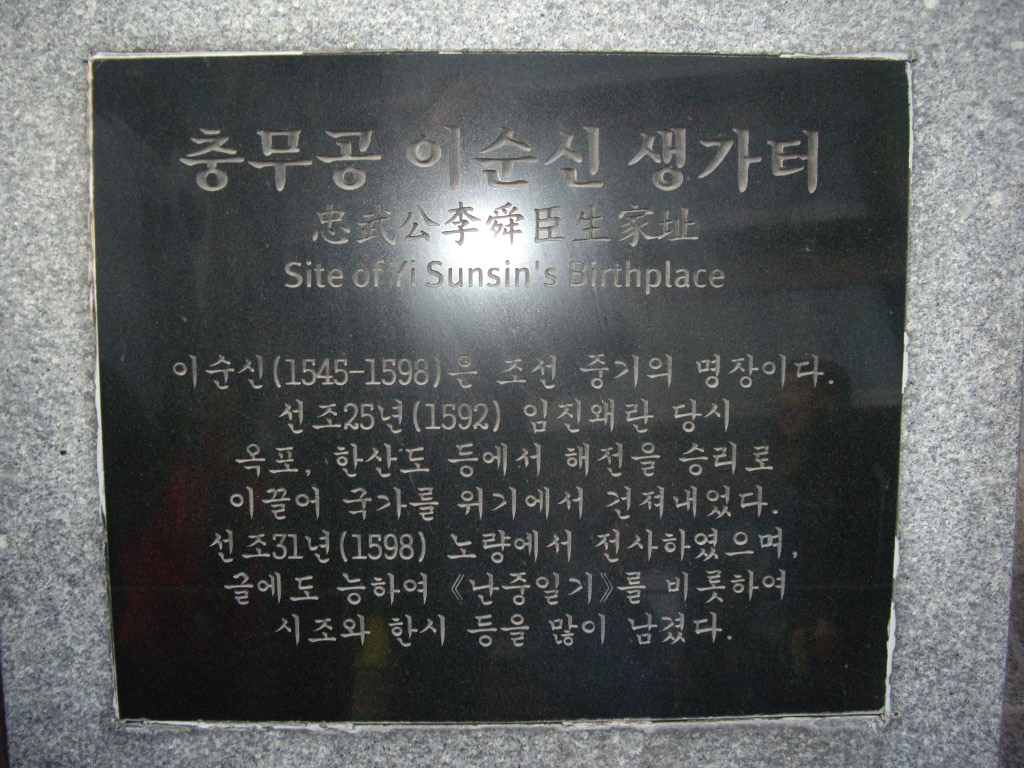 충무공 이순신 생가터
忠武公李舜臣生家址
Site of Yi Sunsin's Birthplace
이순신(1545-1598)은 조선 중기의 명장이다.
선조25년(1592) 임진왜란 당시
옥포, 한산도 등에서 해전을 승리로
이끌어 국가를 위기에서 건져내었다.
선조31년(1598) 노량에서 전사하였으며,
글에도 능하여 《난중일기》를 비롯하여
시조와 한시 등을 많이 남겼다.